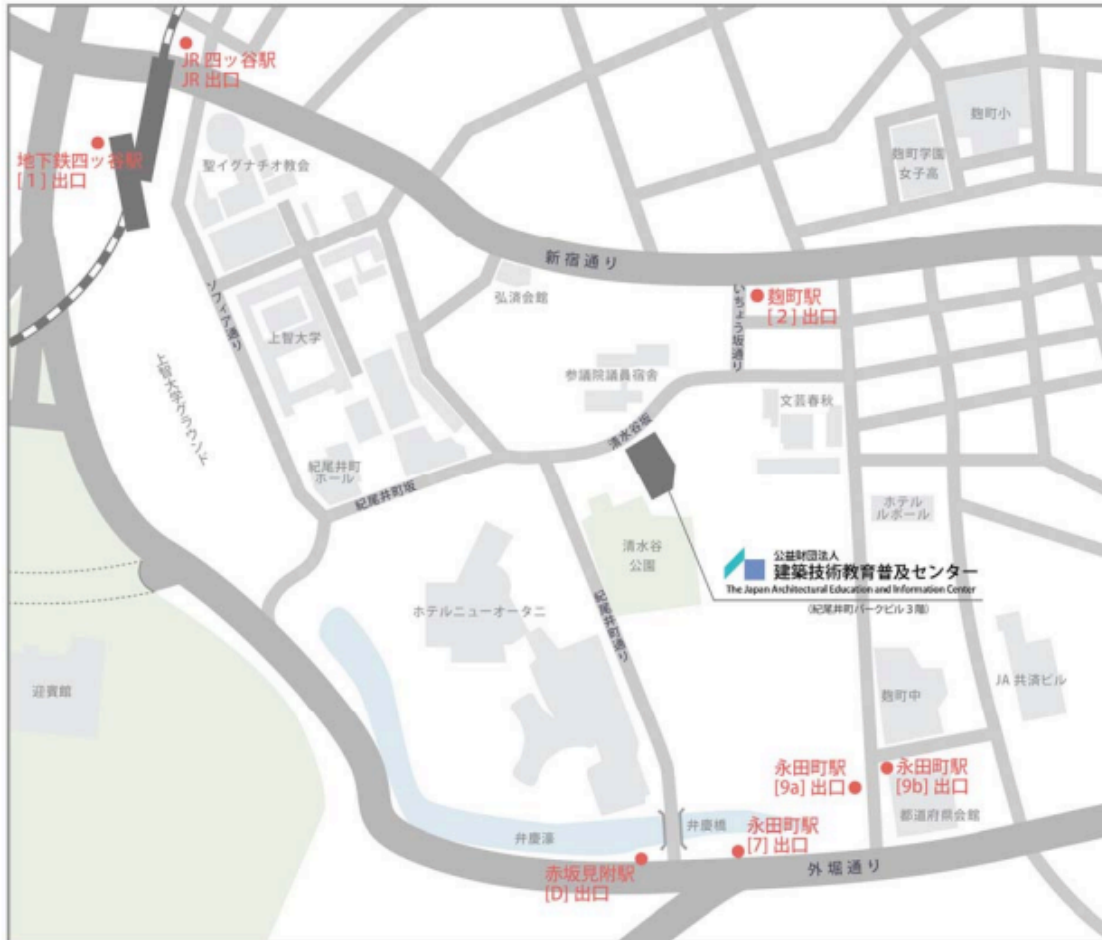 JR 四ッ谷駅
JR 出口
地下鉄四ッ谷駅
[1] 出口
聖イグナチオ教会
麹町小
麹町学園
女子高
新宿通り
弘済会館
麹町駅
[2] 出口
いちょう坂通り
ソフィア通り
上智大学
上智大学グラウンド
参議院議員宿舎
文芸春秋
清水谷坂
紀尾井町
ホール
紀尾井町坂
ホテル
ルポール
清水谷
公園
公益財団法人
建築技術教育普及センター
The Japan Architectural Education and Information Center
(紀尾井町パークビル 3 階)
ホテルニューオータニ
紀尾井町通り
迎賓館
麹町中
JA 共済ビル
永田町駅
[9a] 出口
永田町駅
[9b] 出口
都道府県会館
弁慶濠
弁慶橋
永田町駅
[7] 出口
赤坂見附駅
[D] 出口
外堀通り